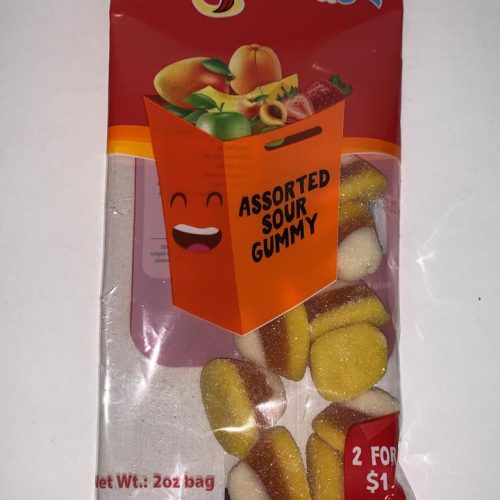 ASSORTED
SOUR
GUMMY
2 FOR
$1.
et Wt.: 2oz bag